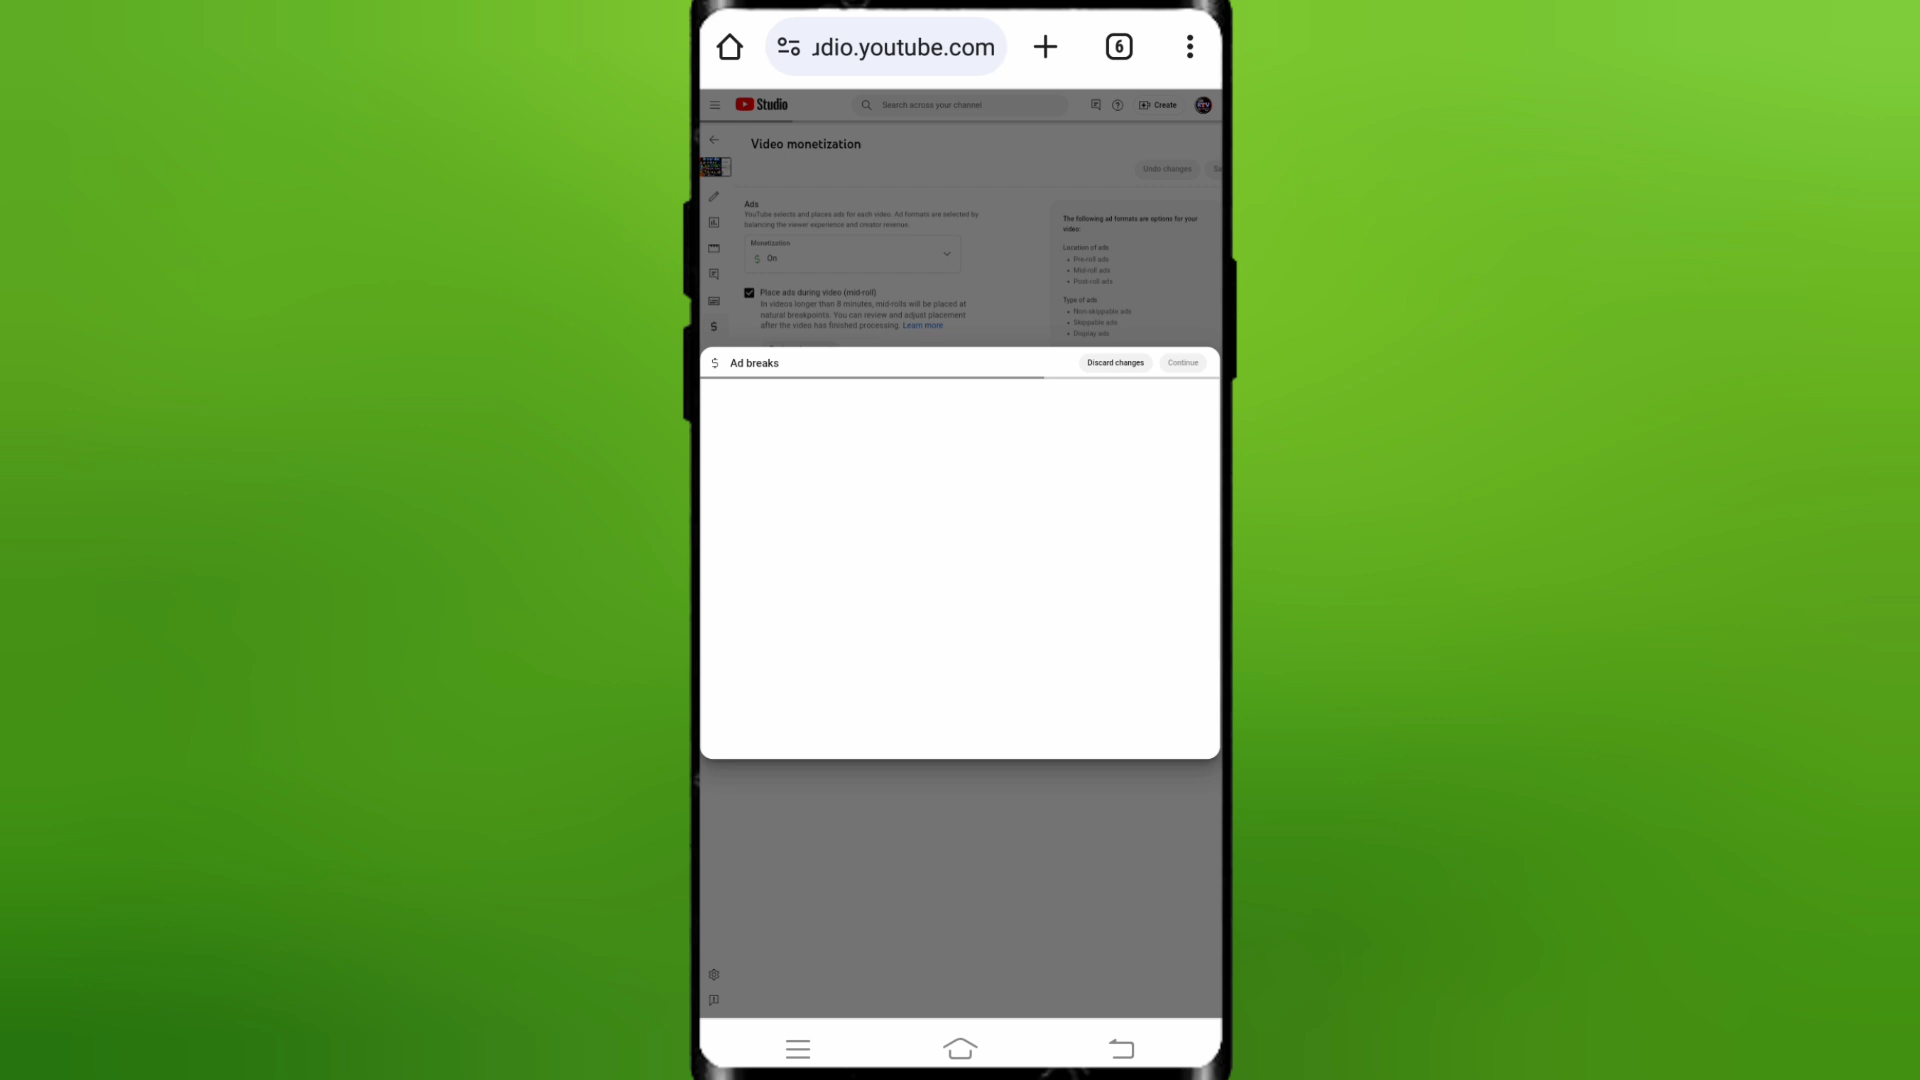 ıdio.youtube.com
6
Studio
Search across your channel
Create
Video monetization
Undo changes
Ads
YouTube selects and places ads for each video. Ad formats are selected by
balancing the viewer experience and creator revenue.
Monetization
$ On
Place ads during video (mid-roll)
In videos longer than 8 minutes, mid-rolls will be placed at
natural breakpoints. You can review and adjust placement
after the video has finished processing. Learn more
The following ad formats are options for your
video:
Location of ads
• Pre-roll ads
• Mid-roll ads
• Post-roll ads
Type of ads
• Non-skippable ads
• Skippable ads
• Display ads
$ Ad breaks
Discard changes
Continue